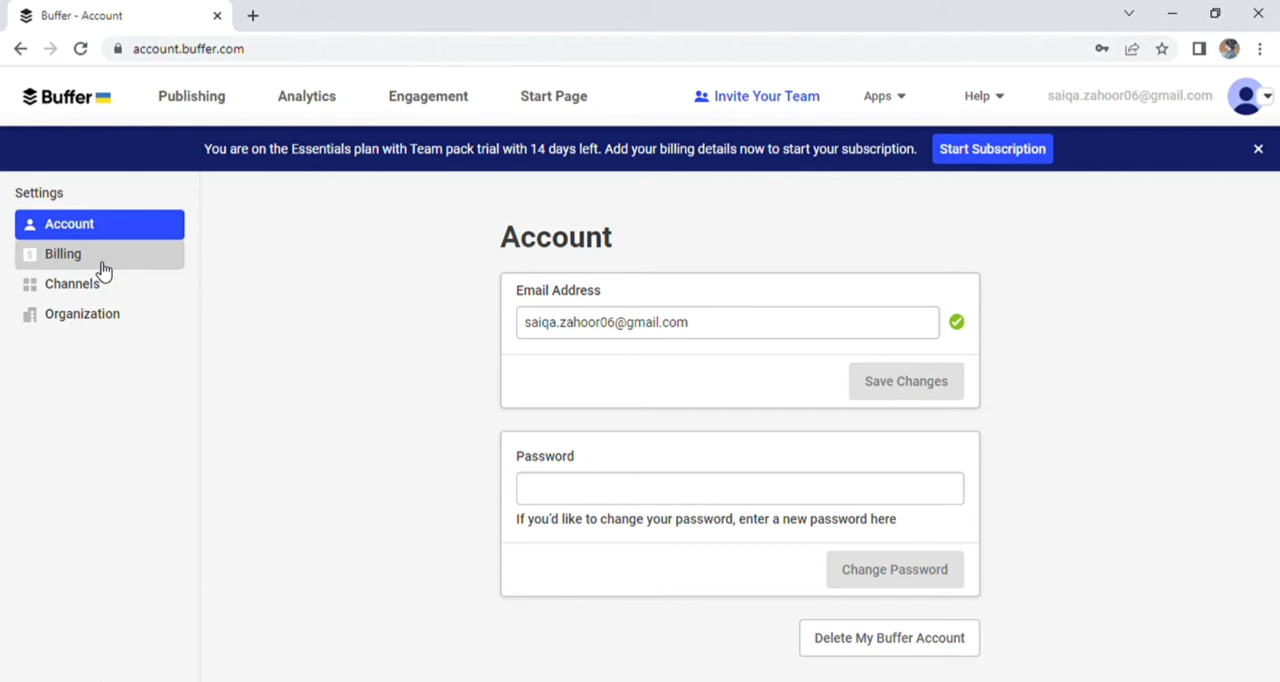 Buffer - Account
account.buffer.com
Buffer
Publishing
Analytics
Engagement
Start Page
Invite Your Team
Apps
Help
saiqa.zahoor06@gmail.com
You are on the Essentials plan with Team pack trial with 14 days left. Add your billing details now to start your subscription.
Start Subscription
Settings
Account
Billing
Channels
Organization
Account
Email Address
saiqa.zahoor06@gmail.com
Save Changes
Password
If you'd like to change your password, enter a new password here
Change Password
Delete My Buffer Account